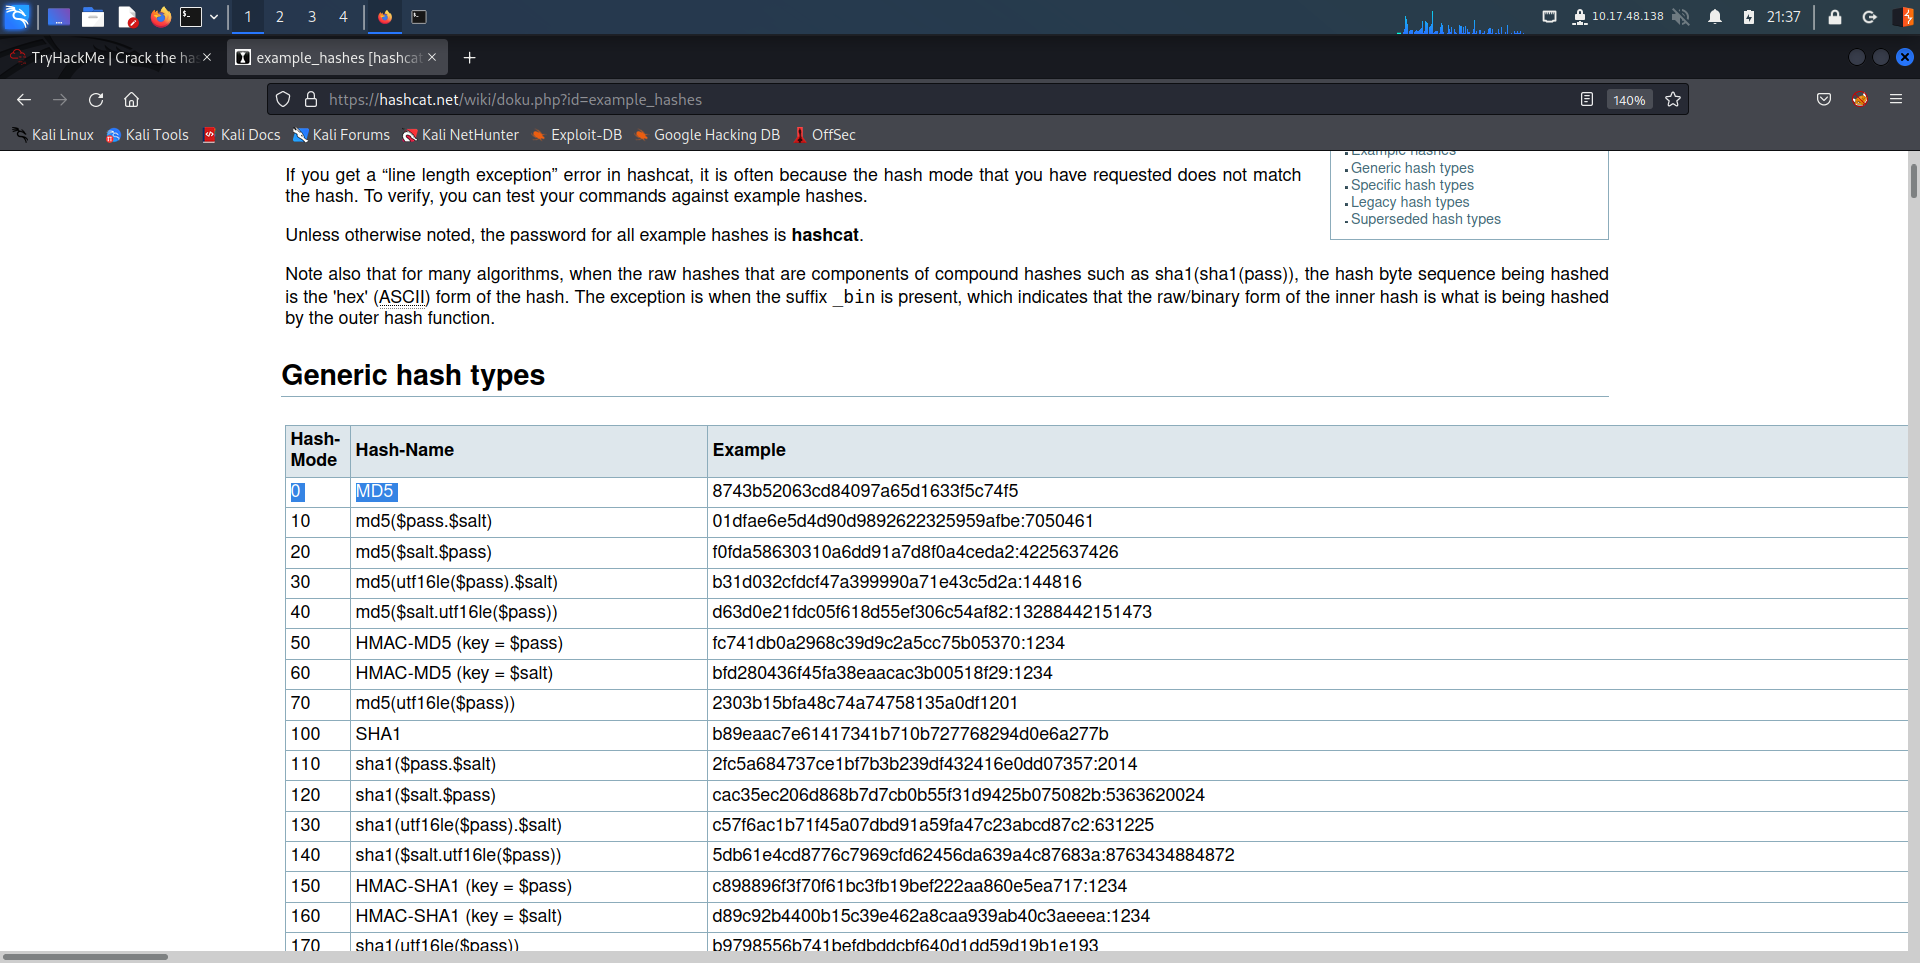 1 2 3 4 10.17.48.138 21:37
TryHackMe | Crack the has example_hashes [hashcat
https://hashcat.net/wiki/doku.php?id=example_hashes 140%
Kali Linux Kali Tools Kali Docs Kali Forums Kali NetHunter Exploit-DB Google Hacking DB OffSec
Example hashes
Generic hash types
Specific hash types
Legacy hash types
Superseded hash types
If you get a “line length exception” error in hashcat, it is often because the hash mode that you have requested does not match
the hash. To verify, you can test your commands against example hashes.
Unless otherwise noted, the password for all example hashes is hashcat.
Note also that for many algorithms, when the raw hashes that are components of compound hashes such as sha1(sha1(pass)), the hash byte sequence being hashed
is the 'hex' (ASCII) form of the hash. The exception is when the suffix _bin is present, which indicates that the raw/binary form of the inner hash is what is being hashed
by the outer hash function.
Generic hash types
Hash-
Mode Hash-Name Example
0 MD5 8743b52063cd84097a65d1633f5c74f5
10 md5($pass.$salt) 01dfae6e5d4d90d9892622325959afbe:7050461
20 md5($salt.$pass) f0fda58630310a6dd91a7d8f0a4ceda2:4225637426
30 md5(utf16le($pass).$salt) b31d032cfdcf47a399990a71e43c5d2a:144816
40 md5($salt.utf16le($pass)) d63d0e21fdc05f618d55ef306c54af82:13288442151473
50 HMAC-MD5 (key = $pass) fc741db0a2968c39d9c2a5cc75b05370:1234
60 HMAC-MD5 (key = $salt) bfd280436f45fa38eaacac3b00518f29:1234
70 md5(utf16le($pass)) 2303b15bfa48c74a74758135a0df1201
100 SHA1 b89eaac7e61417341b710b727768294d0e6a277b
110 sha1($pass.$salt) 2fc5a684737ce1bf7b3b239df432416e0dd07357:2014
120 sha1($salt.$pass) cac35ec206d868b7d7cb0b55f31d9425b075082b:5363620024
130 sha1(utf16le($pass).$salt) c57f6ac1b71f45a07dbd91a59fa47c23abcd87c2:631225
140 sha1($salt.utf16le($pass)) 5db61e4cd8776c7969cfd62456da639a4c87683a:8763434884872
150 HMAC-SHA1 (key = $pass) c898896f3f70f61bc3fb19bef222aa860e5ea717:1234
160 HMAC-SHA1 (key = $salt) d89c92b4400b15c39e462a8caa939ab40c3aeeea:1234
170 sha1(utf16le($pass)) b9798556b741befdbddcbf640d1dd59d19b1e193